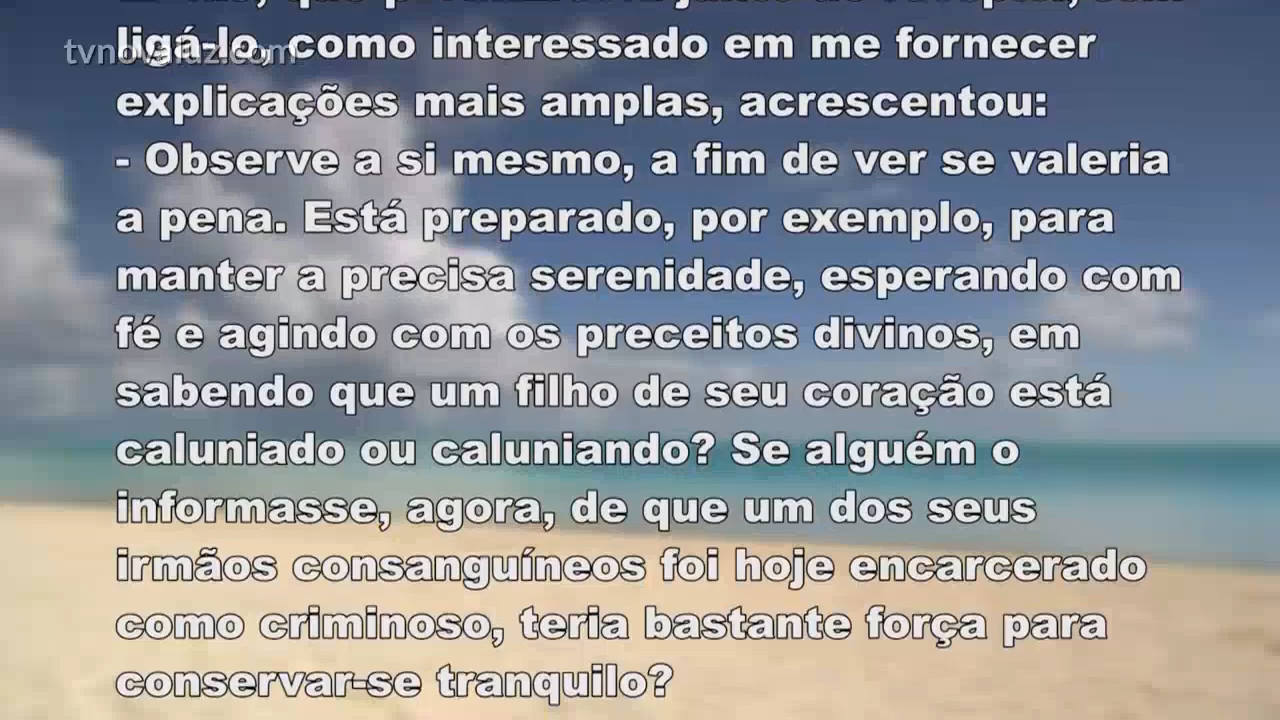 tvnovaluz.com
ligá-lo, como interessado em me fornecer
explicações mais amplas, acrescentou:
- Observe a si mesmo, a fim de ver se valeria
a pena. Está preparado, por exemplo, para
manter a precisa serenidade, esperando com
fé e agindo com os preceitos divinos, em
sabendo que um filho de seu coração está
caluniado ou caluniando? Se alguém o
informasse, agora, de que um dos seus
irmãos consanguíneos foi hoje encarcerado
como criminoso, teria bastante força para
conservar-se tranquilo?